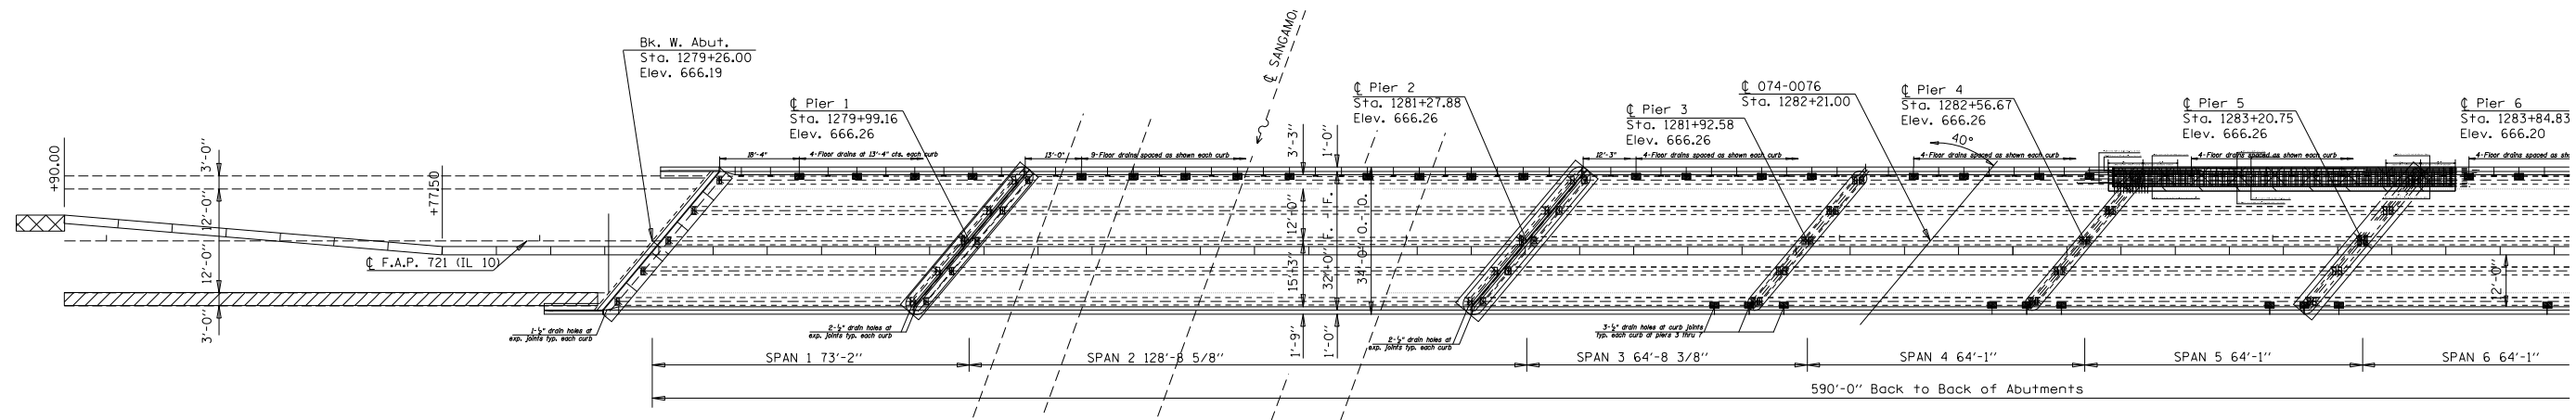 Bk. W. Abut.
Sta. 1279+26.00
Elev. 666.19
℄ Pier 1
Sta. 1279+99.16
Elev. 666.26
℄ SANGAMO
℄ Pier 2
Sta. 1281+27.88
Elev. 666.26
℄ Pier 3
Sta. 1281+92.58
Elev. 666.26
℄ 074-0076
Sta. 1282+21.00
℄ Pier 4
Sta. 1282+56.67
Elev. 666.26
40°
℄ Pier 5
Sta. 1283+20.75
Elev. 666.26
℄ Pier 6
Sta. 1283+84.83
Elev. 666.20
+90.00
3'-0"
12'-0"
12'-0"
3'-0"
+77.50
℄ F.A.P. 721 (IL 10)
18'-4"
4-Floor drains at 13'-4" cts. each curb
13'-0"
9-Floor drains spaced as shown each curb
3'-3"
1'-0"
12'-0"
15'-3"
32'-0" F. - F.
34'-0" O. - O.
1'-9"
1'-0"
12'-3"
4-Floor drains spaced as shown each curb
4-Floor drains spaced as shown each curb
4-Floor drains spaced as shown each curb
4-Floor drains spaced as sh
12'-0"
1-½" drain holes at
exp. joints typ. each curb
2-½" drain holes at
exp. joints typ. each curb
2-½" drain holes at
exp. joints typ. each curb
3-½" drain holes at curb joints
typ. each curb at piers 3 thru 7
SPAN 1 73'-2"
SPAN 2 128'-8 5/8"
SPAN 3 64'-8 3/8"
SPAN 4 64'-1"
SPAN 5 64'-1"
SPAN 6 64'-1"
590'-0" Back to Back of Abutments